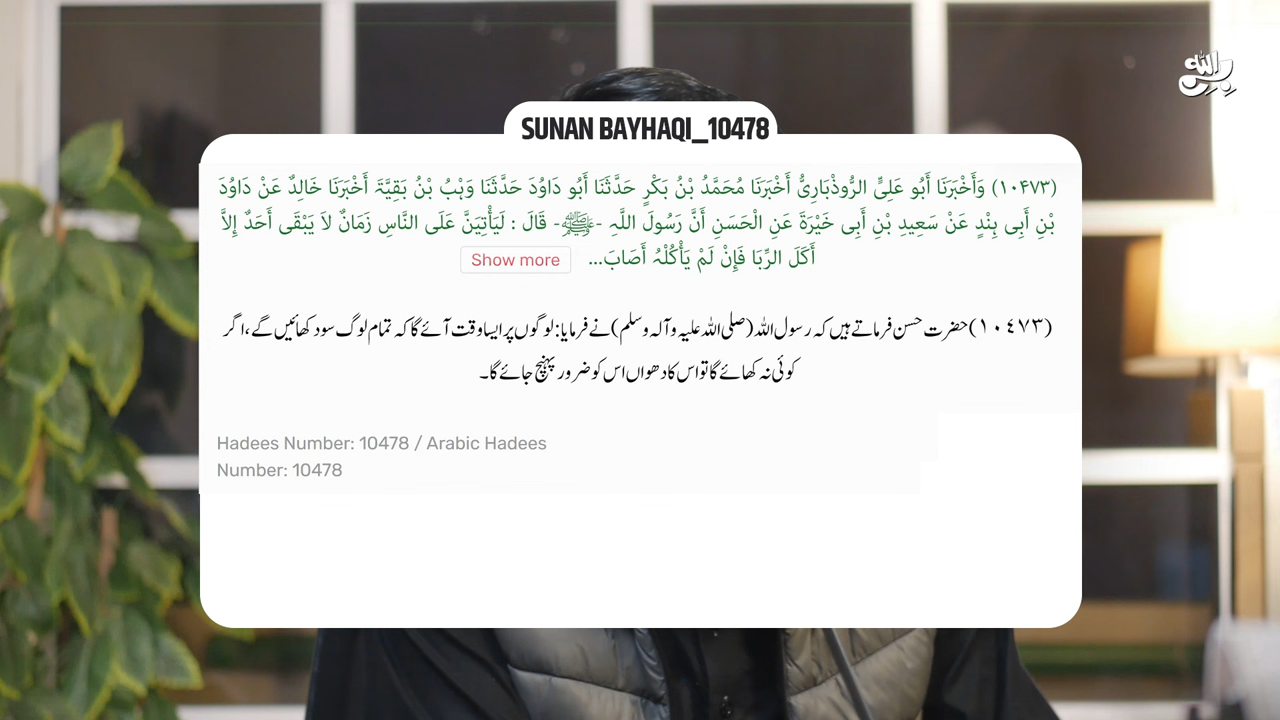 بسم اللہ
SUNAN BAYHAQI_10478
(۱۰۴۷۳) وَأَخْبَرَنَا أَبُو عَلِيٍّ الرُّوذْبَارِيُّ أَخْبَرَنَا مُحَمَّدُ بْنُ بَكْرٍ حَدَّثَنَا أَبُو دَاوُدَ حَدَّثَنَا وَہْبُ بْنُ بَقِيَّۃَ أَخْبَرَنَا خَالِدٌ عَنْ دَاوُدَ
بْنِ أَبِی ہِنْدٍ عَنْ سَعِيدِ بْنِ أَبِی خَيْرَةَ عَنِ الْحَسَنِ أَنَّ رَسُولَ اللَّہِ -ﷺ- قَالَ : لَيَأْتِيَنَّ عَلَی النَّاسِ زَمَانٌ لاَ يَبْقَی أَحَدٌ إِلاَّ
أَكَلَ الرِّبَا فَإِنْ لَمْ يَأْكُلْہُ أَصَابَ... Show more
(١٠٤٧٣) حضرت حسن فرماتے ہیں کہ رسول اللہ (صلی اللہ علیہ وآلہ وسلم) نے فرمایا: لوگوں پر ایسا وقت آئے گا کہ تمام لوگ سود کھائیں گے، اگر
کوئی نہ کھائے گا تو اس کا دھواں اس کو ضرور پہنچ جائے گا۔
Hadees Number: 10478 / Arabic Hadees
Number: 10478